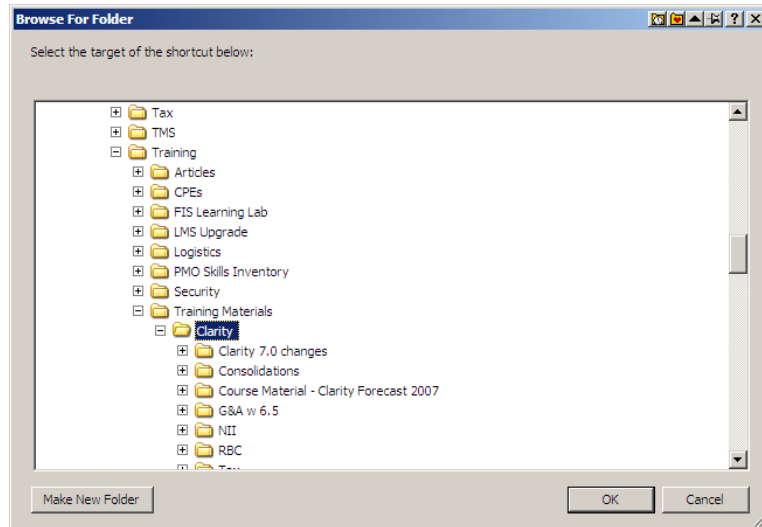 Browse For Folder
Select the target of the shortcut below:
Tax
TMS
Training
Articles
CPEs
FIS Learning Lab
LMS Upgrade
Logistics
PMO Skills Inventory
Security
Training Materials
Clarity
Clarity 7.0 changes
Consolidations
Course Material - Clarity Forecast 2007
G&A w 6.5
NII
RBC
Make New Folder
OK
Cancel